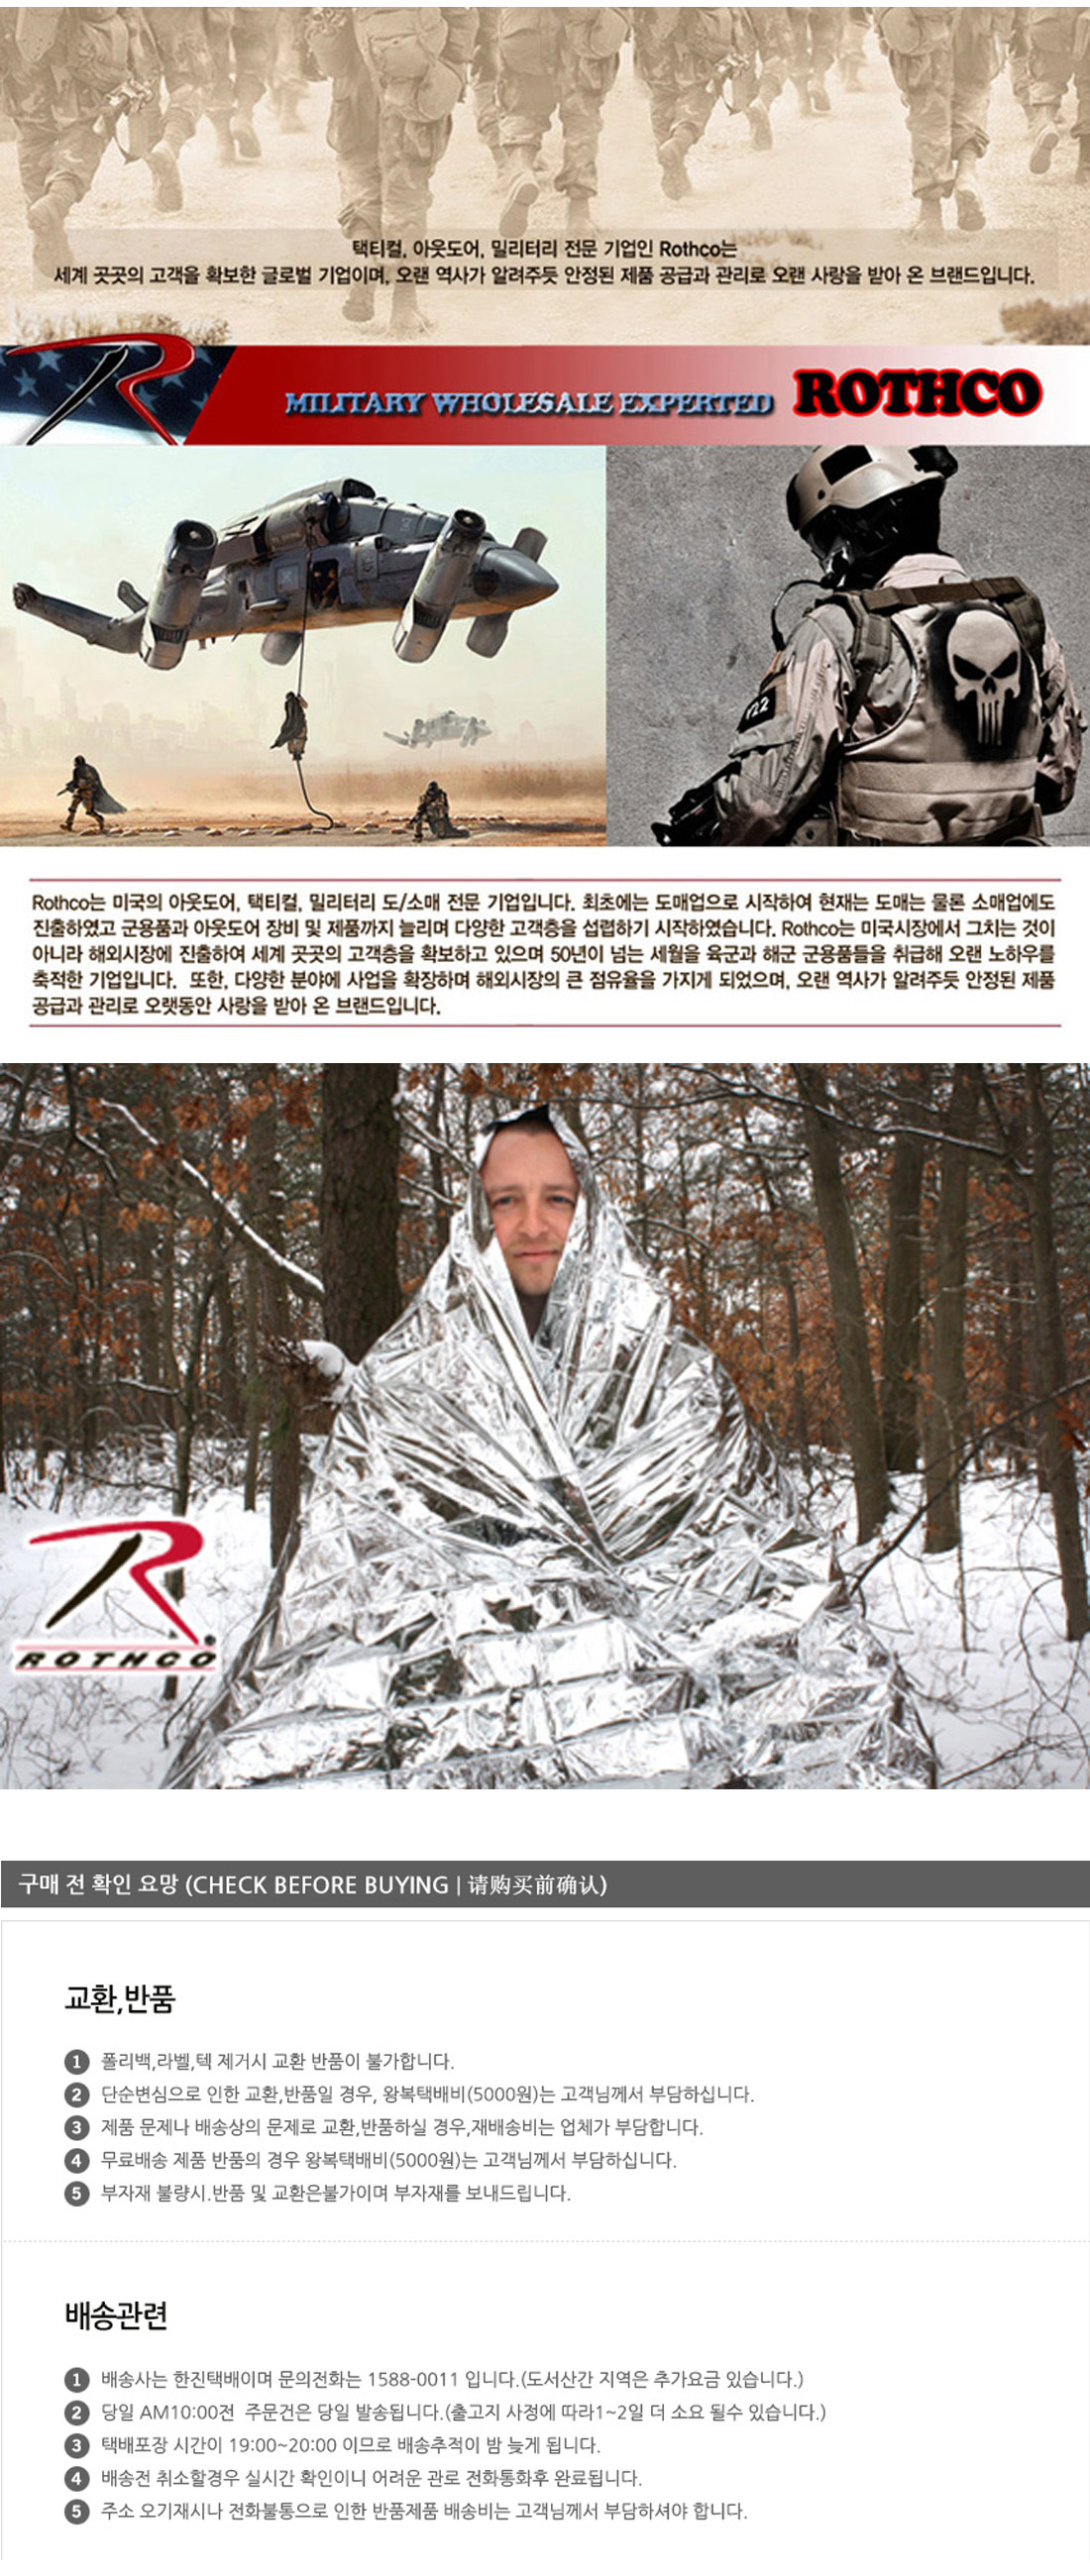 택티컬, 아웃도어, 밀리터리 전문 기업인 Rothco는
세계 곳곳의 고객을 확보한 글로벌 기업이며, 오랜 역사가 알려주듯 안정된 제품 공급과 관리로 오랜 사랑을 받아 온 브랜드입니다.
MILITARY WHOLESALE EXPERTED ROTHCO
Y22
Rothco는 미국의 아웃도어, 택티컬, 밀리터리 도/소매 전문 기업입니다. 최초에는 도매업으로 시작하여 현재는 도매는 물론 소매업에도
진출하였고 군용품과 아웃도어 장비 및 제품까지 늘리며 다양한 고객층을 섭렵하기 시작하였습니다. Rothco는 미국시장에서 그치는 것이
아니라 해외시장에 진출하여 세계 곳곳의 고객층을 확보하고 있으며 50년이 넘는 세월을 육군과 해군 군용품들을 취급해 오랜 노하우를
축적한 기업입니다. 또한, 다양한 분야에 사업을 확장하며 해외시장의 큰 점유율을 가지게 되었으며, 오랜 역사가 알려주듯 안정된 제품
공급과 관리로 오랫동안 사랑을 받아 온 브랜드입니다.
R
ROTHCO®
구매 전 확인 요망 (CHECK BEFORE BUYING | 请购买前确认)
교환,반품
1 폴리백,라벨,텍 제거시 교환 반품이 불가합니다.
2 단순변심으로 인한 교환,반품일 경우, 왕복택배비(5000원)는 고객님께서 부담하십니다.
3 제품 문제나 배송상의 문제로 교환,반품하실 경우,재배송비는 업체가 부담합니다.
4 무료배송 제품 반품의 경우 왕복택배비(5000원)는 고객님께서 부담하십니다.
5 부자재 불량시.반품 및 교환은불가이며 부자재를 보내드립니다.
배송관련
1 배송사는 한진택배이며 문의전화는 1588-0011 입니다.(도서산간 지역은 추가요금 있습니다.)
2 당일 AM10:00전 주문건은 당일 발송됩니다.(출고지 사정에 따라1~2일 더 소요 될수 있습니다.)
3 택배포장 시간이 19:00~20:00 이므로 배송추적이 밤 늦게 됩니다.
4 배송전 취소할경우 실시간 확인이니 어려운 관로 전화통화후 완료됩니다.
5 주소 오기재시나 전화불통으로 인한 반품제품 배송비는 고객님께서 부담하셔야 합니다.